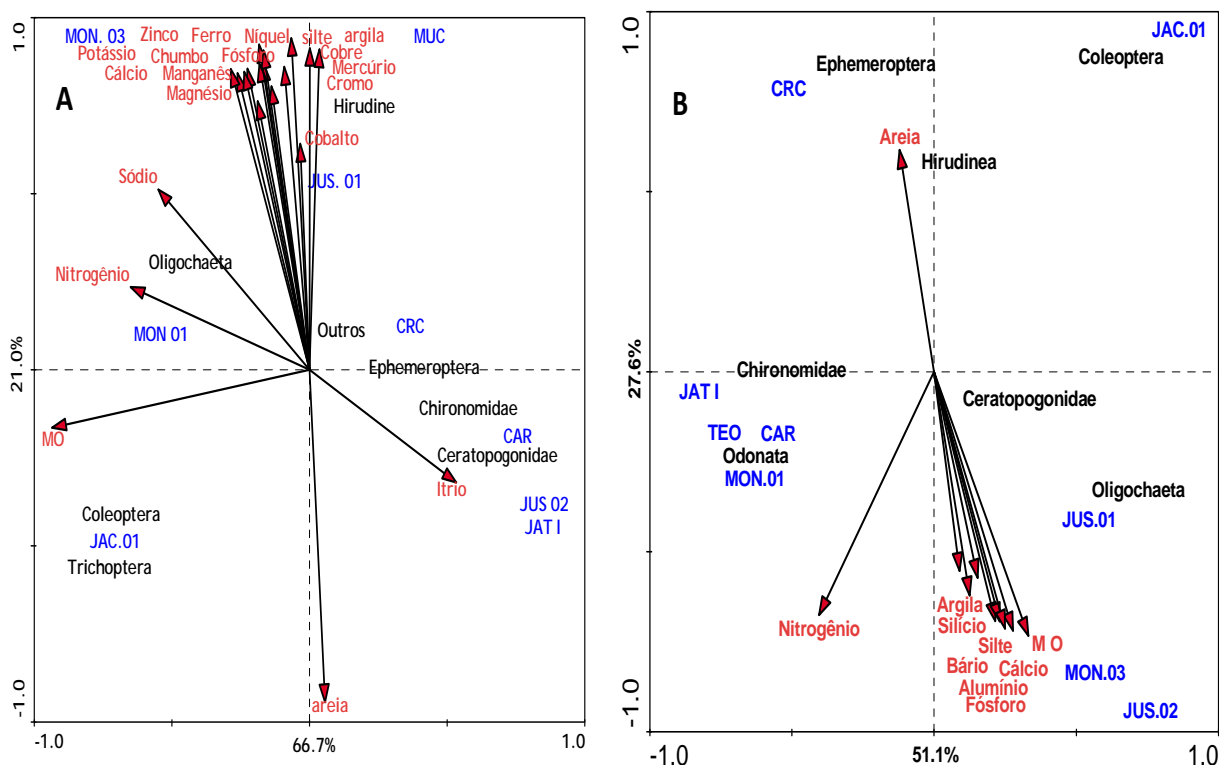 1.0
MON. 03 Zinco Ferro Níquel silte argila MUC
Potássio Chumbo Fósforo Cobre
Cálcio Manganês Mercúrio
Magnésio Cromo
A
Hirudine
Cobalto
Sódio JUS. 01
Oligochaeta
Nitrogênio
MON 01 Outros CRC
21.0%
Ephemeroptera
Chironomidae
MO CAR
Ceratopogonidae
Itrio
Coleoptera JUS 02
JAC.01 JAT I
Trichoptera
areia
-1.0
-1.0 66.7% 1.0
1.0
JAC.01
Ephemeroptera Coleoptera
CRC
B
Areia
Hirudinea
27.6%
Chironomidae
JAT I Ceratopogonidae
TEO CAR
Odonata
MON.01 Oligochaeta
JUS.01
Argila
Nitrogênio Silício
Silte M O
Bário Cálcio MON.03
Alumínio
Fósforo JUS.02
-1.0
-1.0 51.1% 1.0